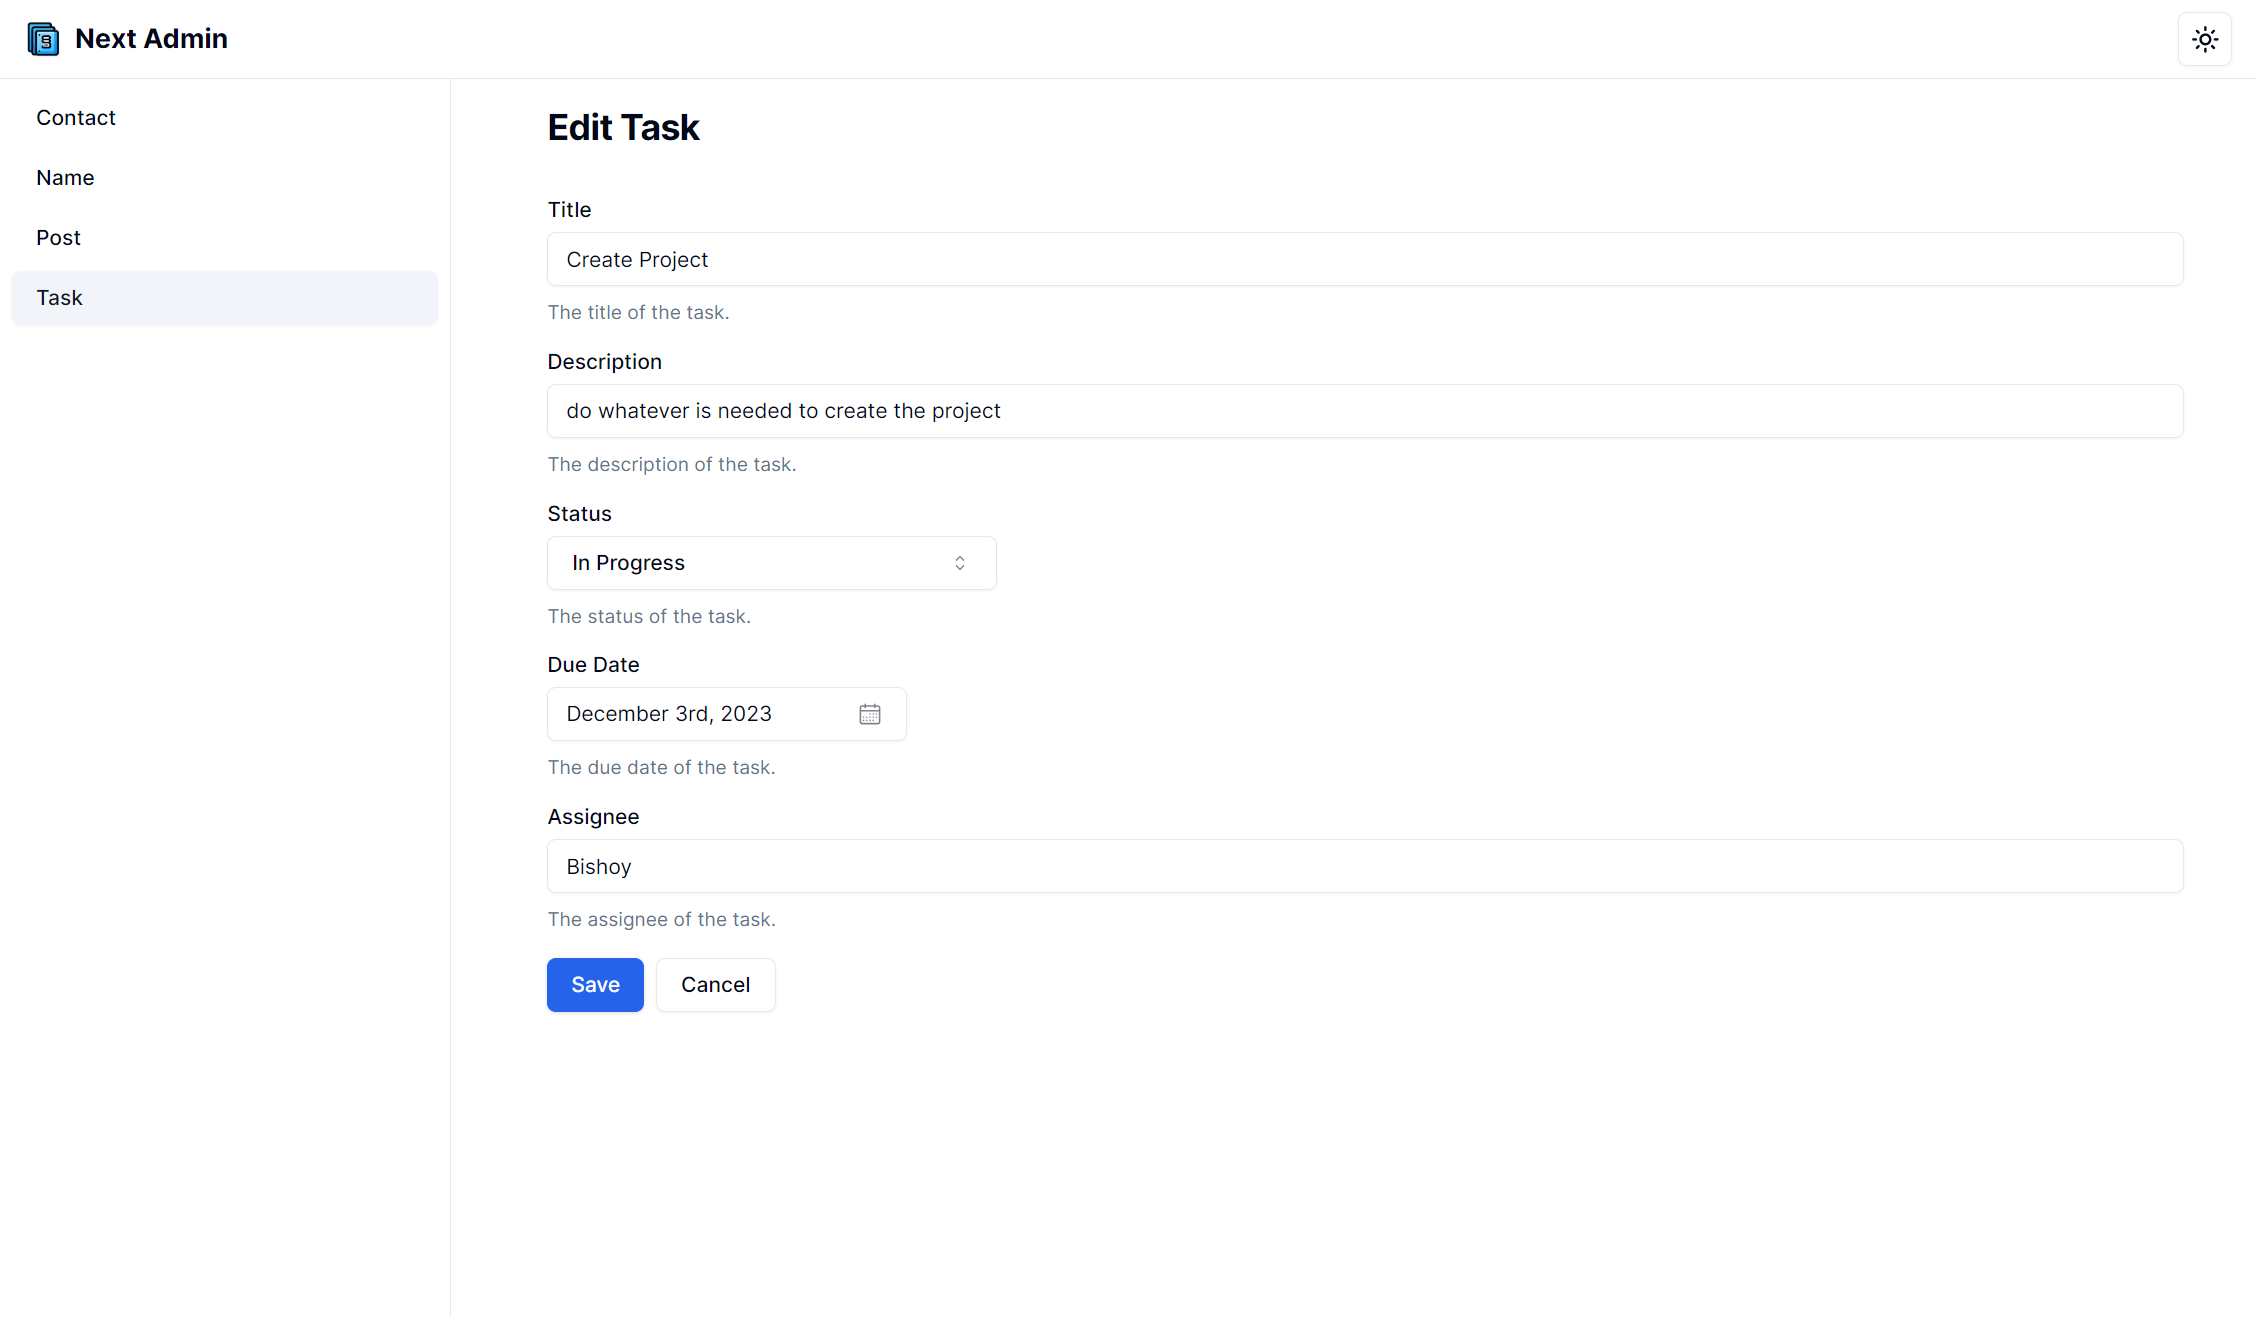 Next Admin
Contact
Name
Post
Task
Edit Task
Title
Create Project
The title of the task.
Description
do whatever is needed to create the project
The description of the task.
Status
In Progress
The status of the task.
Due Date
December 3rd, 2023
The due date of the task.
Assignee
Bishoy
The assignee of the task.
Save Cancel